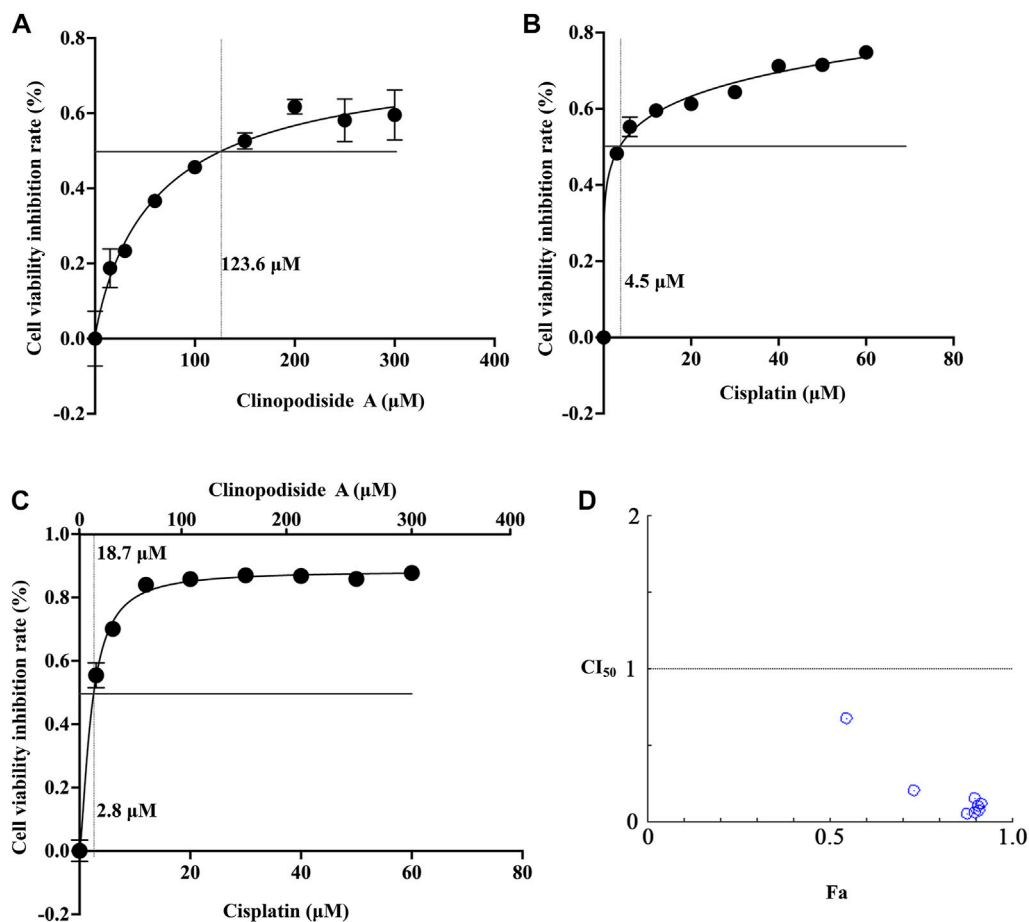 A
0.8
0.6
0.4
0.2
0.0
-0.2
Cell viability inhibition rate (%)
123.6 μM
100
200
300
400
Clinopodiside A (μM)
B
0.8
0.6
0.4
0.2
0.0
-0.2
Cell viability inhibition rate (%)
4.5 μM
20
40
60
80
Cisplatin (μM)
C
Clinopodiside A (μM)
0
100
200
300
400
1.0
0.8
0.6
0.4
0.2
0.0
-0.2
Cell viability inhibition rate (%)
18.7 μM
2.8 μM
20
40
60
80
Cisplatin (μM)
D
2
CI₅₀ 1
0
0
0.5
1.0
Fa